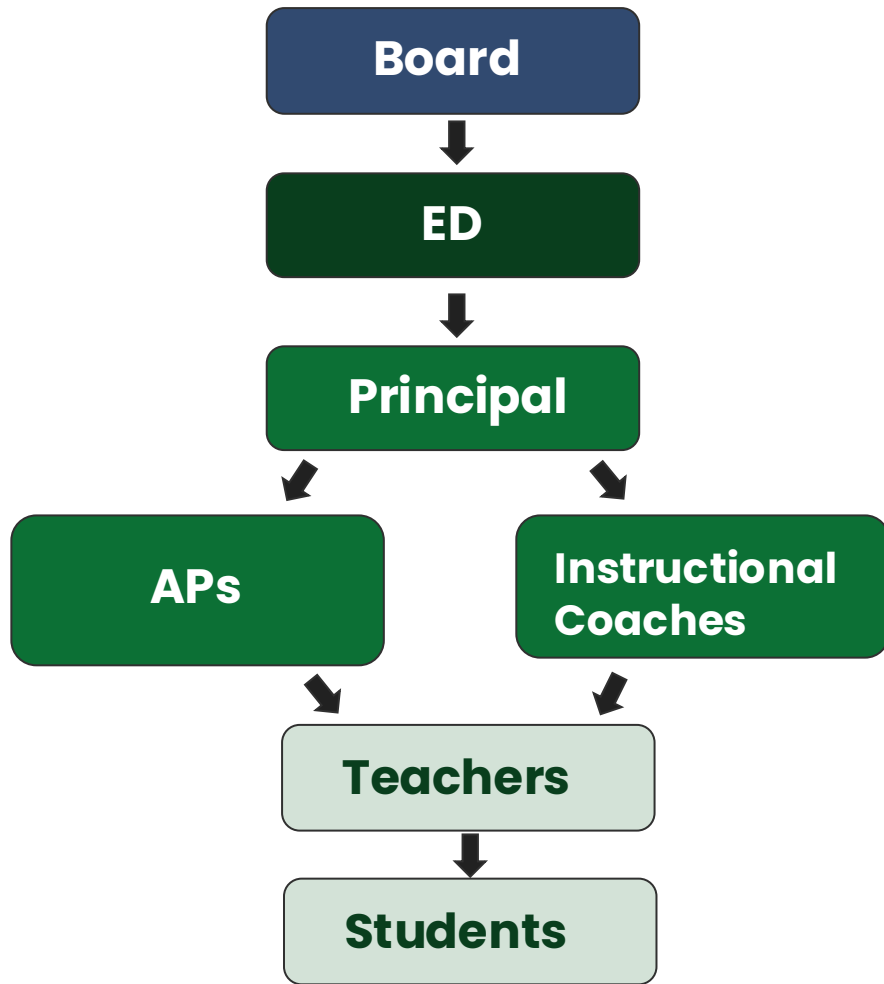 Board
ED
Principal
APs
Instructional
Coaches
Teachers
Students